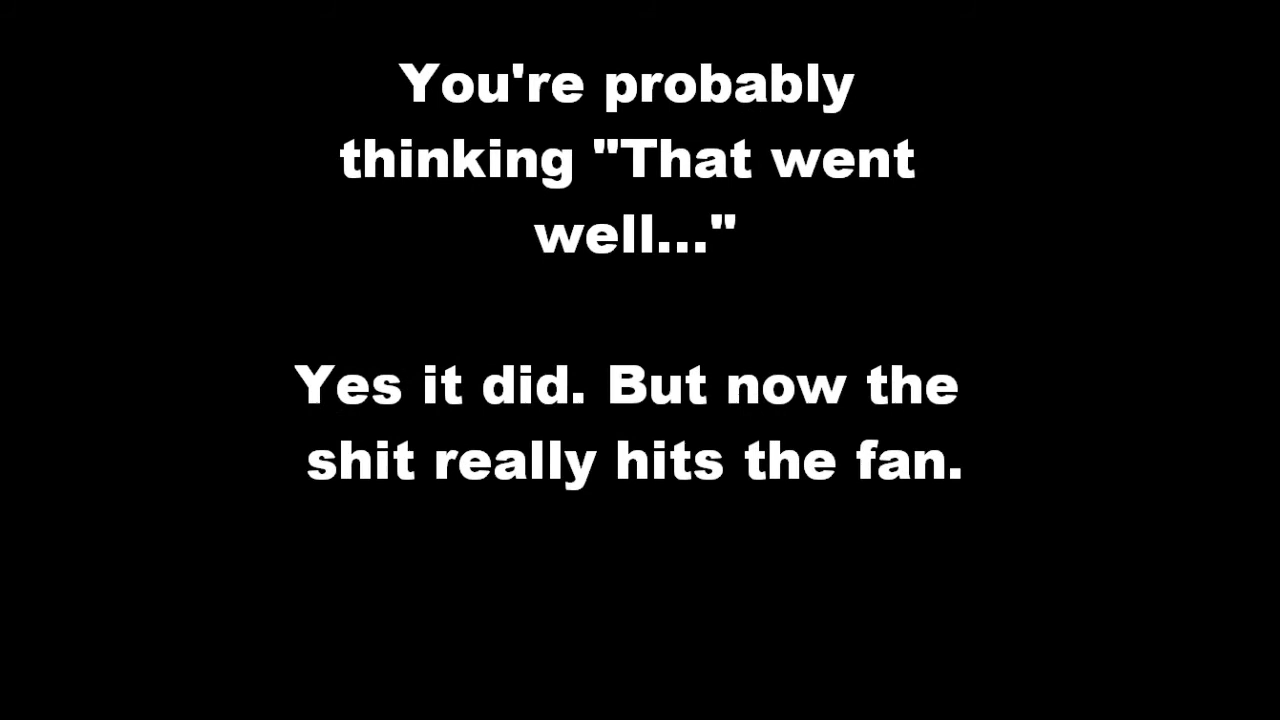 You're probably
thinking "That went
well..."
Yes it did. But now the
shit really hits the fan.